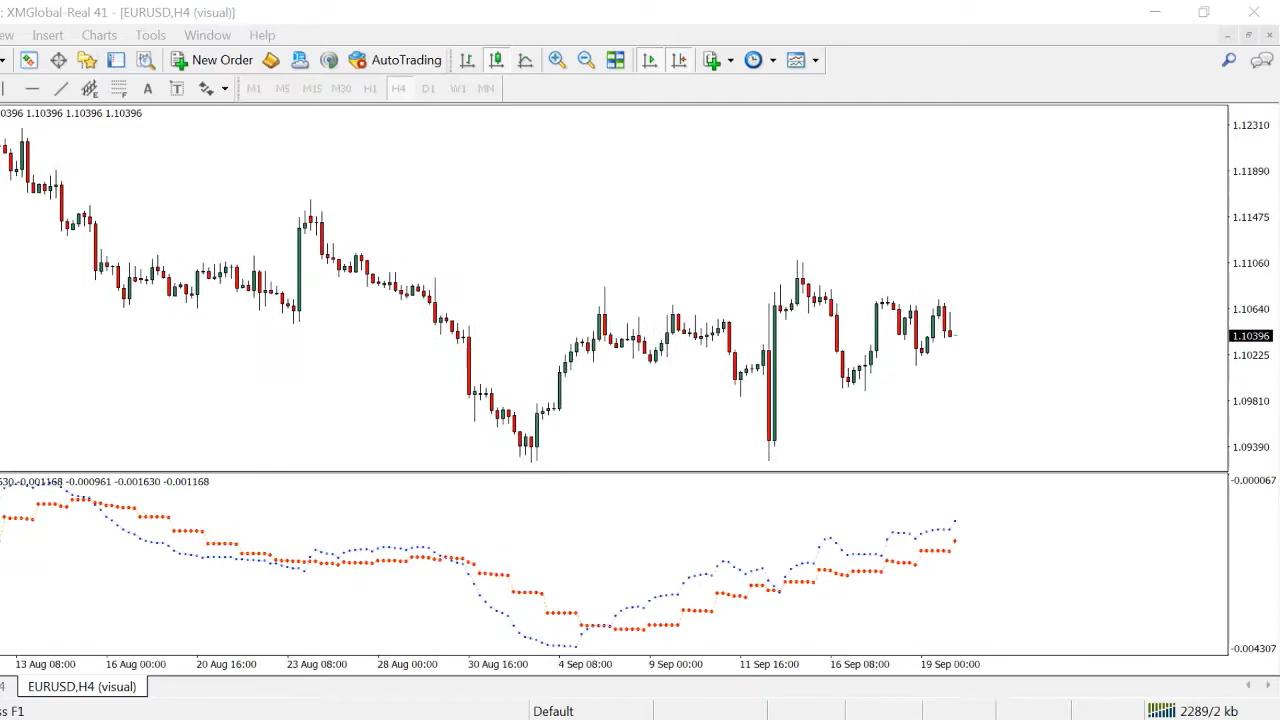 : XMGlobal-Real 41 - [EURUSD,H4 (visual)]
ew Insert Charts Tools Window Help
New Order AutoTrading
A T M1 M5 M15 M30 H1 H4 D1 W1 MN
0396 1.10396 1.10396 1.10396
1.12310
1.11890
1.11475
1.11060
1.10640
1.10396
1.10225
1.09810
1.09390
530 -0.001168 -0.000961 -0.001630 -0.001168
-0.000067
-0.004307
13 Aug 08:00 16 Aug 00:00 20 Aug 16:00 23 Aug 08:00 28 Aug 00:00 30 Aug 16:00 4 Sep 08:00 9 Sep 00:00 11 Sep 16:00 16 Sep 08:00 19 Sep 00:00
4 EURUSD,H4 (visual)
ss F1 Default 2289/2 kb